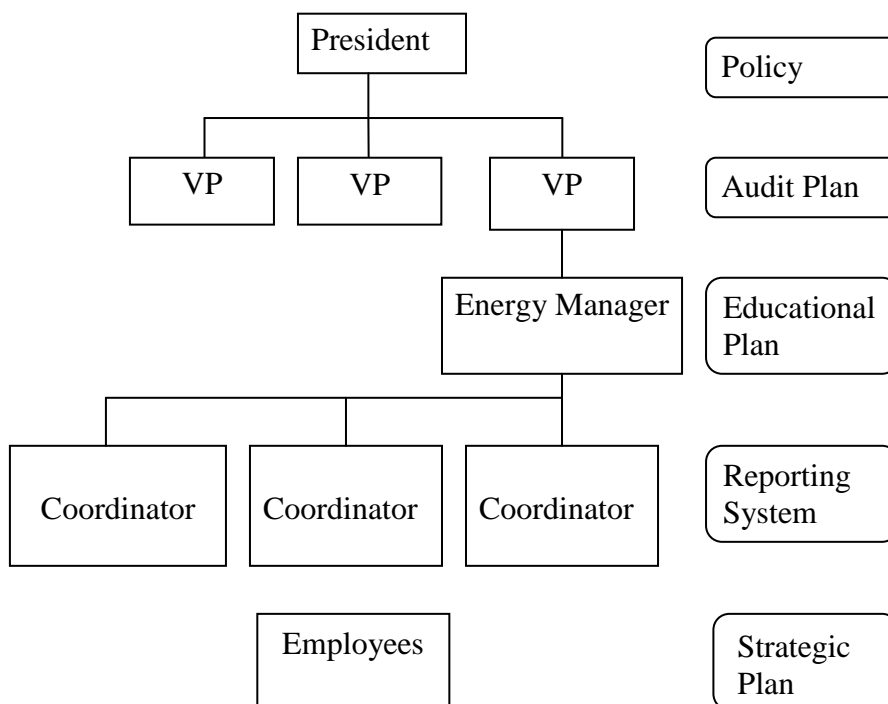 President
Policy
VP VP VP
Audit Plan
Energy Manager
Educational
Plan
Coordinator Coordinator Coordinator
Reporting
System
Employees
Strategic
Plan